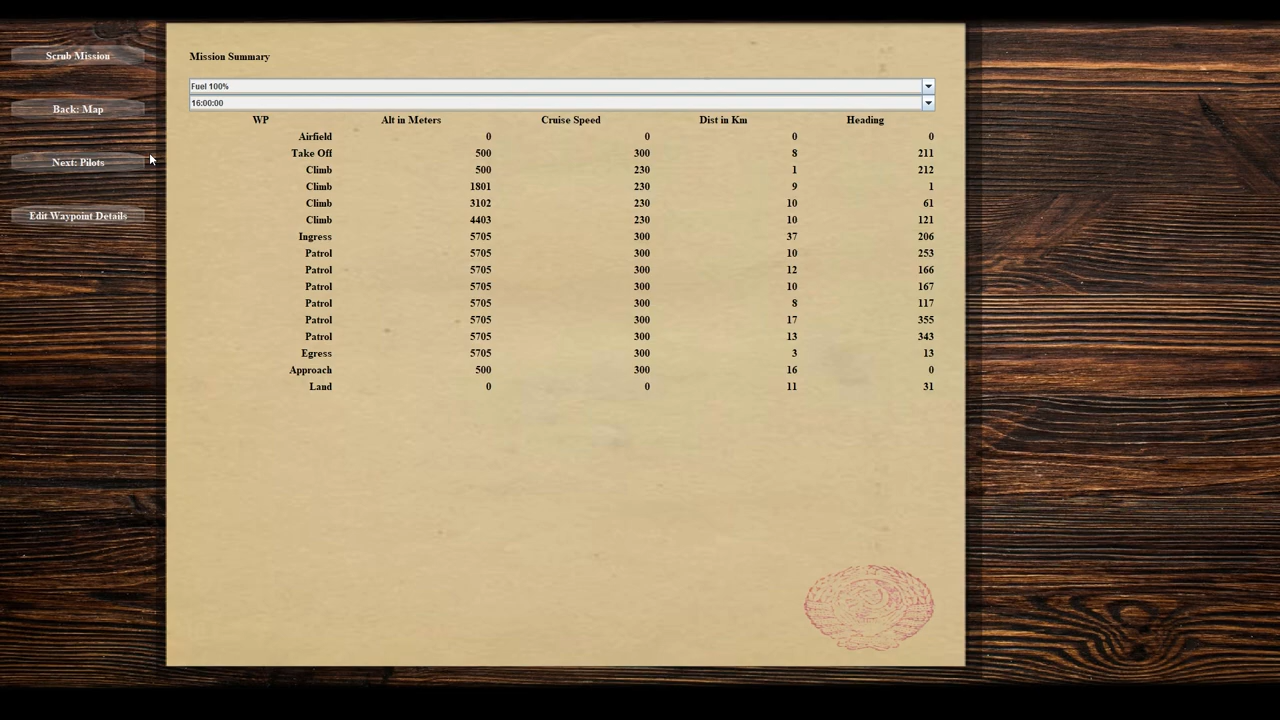 Scrub Mission
Back: Map
Next: Pilots
Edit Waypoint Details
Mission Summary
Fuel 100%
16:00:00
WP Alt in Meters Cruise Speed Dist in Km Heading
Airfield 0 0 0 0
Take Off 500 300 8 211
Climb 500 230 1 212
Climb 1801 230 9 1
Climb 3102 230 10 61
Climb 4403 230 10 121
Ingress 5705 300 37 206
Patrol 5705 300 10 253
Patrol 5705 300 12 166
Patrol 5705 300 10 167
Patrol 5705 300 8 117
Patrol 5705 300 17 355
Patrol 5705 300 13 343
Egress 5705 300 3 13
Approach 500 300 16 0
Land 0 0 11 31